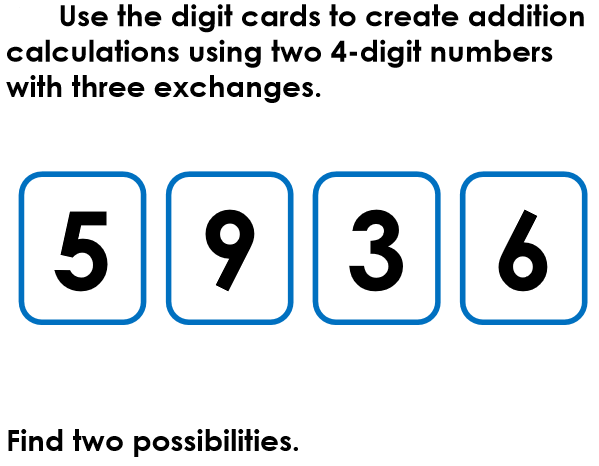 Use the digit cards to create addition
calculations using two 4-digit numbers
with three exchanges.
5 9 3 6
Find two possibilities.